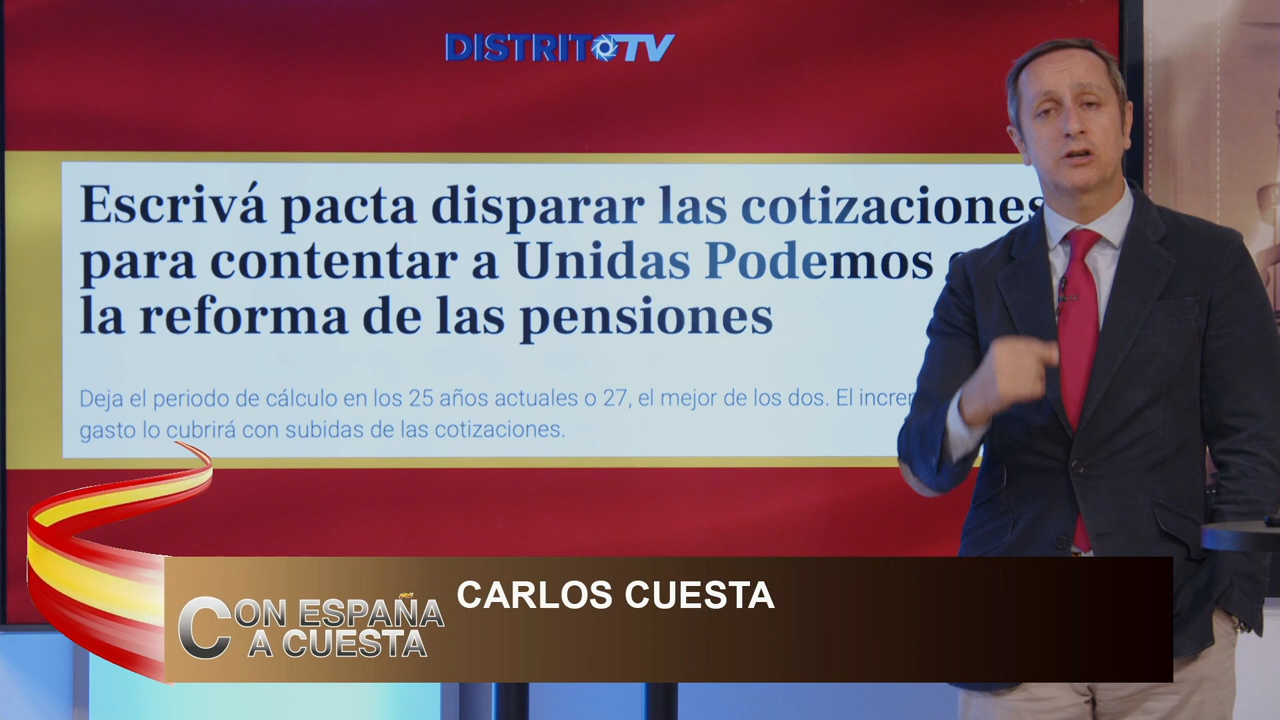 DISTRITOTV
Escrivá pacta disparar las cotizaciones
para contentar a Unidas Podemos
la reforma de las pensiones
Deja el periodo de cálculo en los 25 años actuales o 27, el mejor de los dos. El
gasto lo cubrirá con subidas de las cotizaciones.
CARLOS CUESTA
CON ESPAÑA
A CUESTA